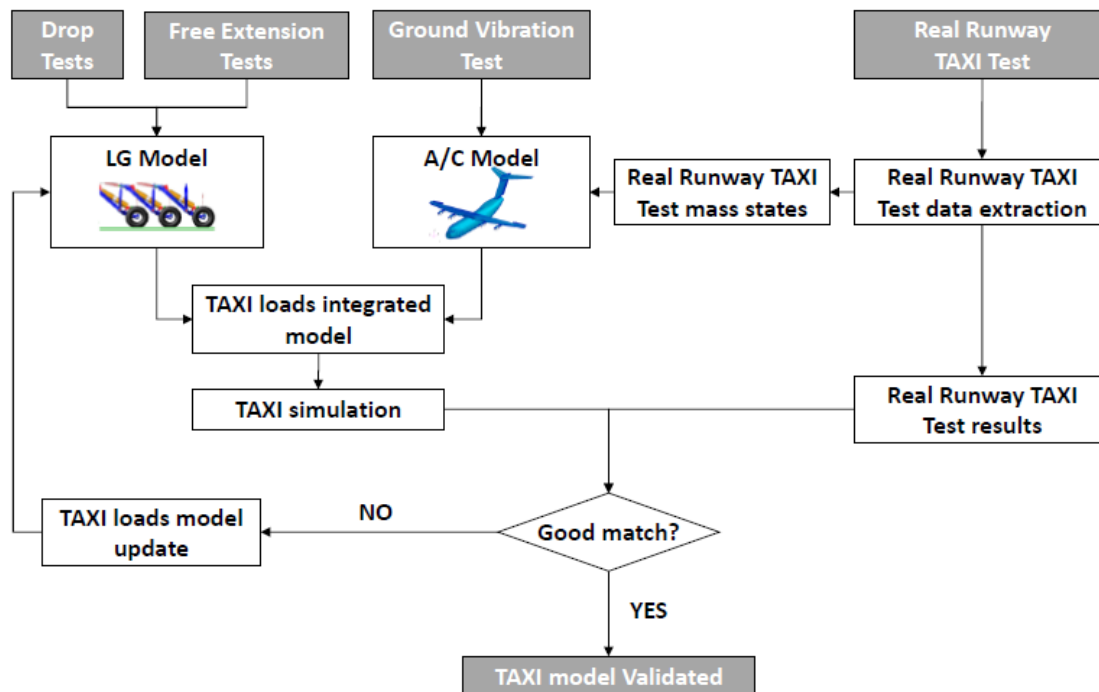 Drop
Tests
Free Extension
Tests
Ground Vibration
Test
Real Runway
TAXI Test
LG Model
A/C Model
Real Runway TAXI
Test mass states
Real Runway TAXI
Test data extraction
TAXI loads integrated
model
TAXI simulation
Real Runway TAXI
Test results
TAXI loads model
update
NO
Good match?
YES
TAXI model Validated